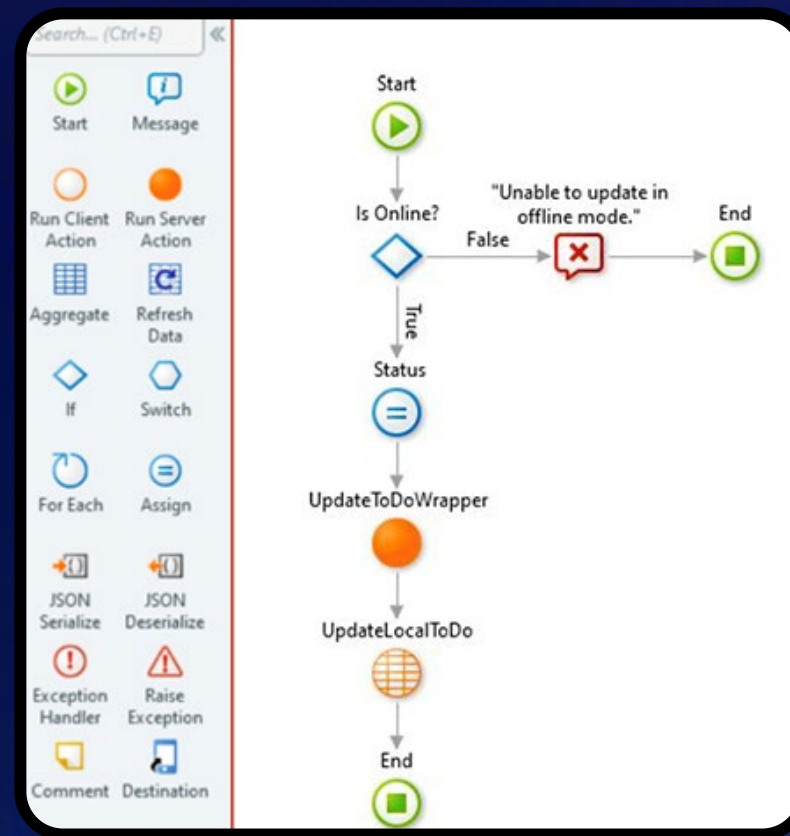 Search... (Ctrl+E)
Start
Message
Run Client
Action
Run Server
Action
Aggregate
Refresh
Data
If
Switch
For Each
Assign
JSON
Serialize
JSON
Deserialize
Exception
Handler
Raise
Exception
Comment
Destination
Start
Is Online?
False
"Unable to update in
offline mode."
End
True
Status
UpdateToDoWrapper
UpdateLocalToDo
End